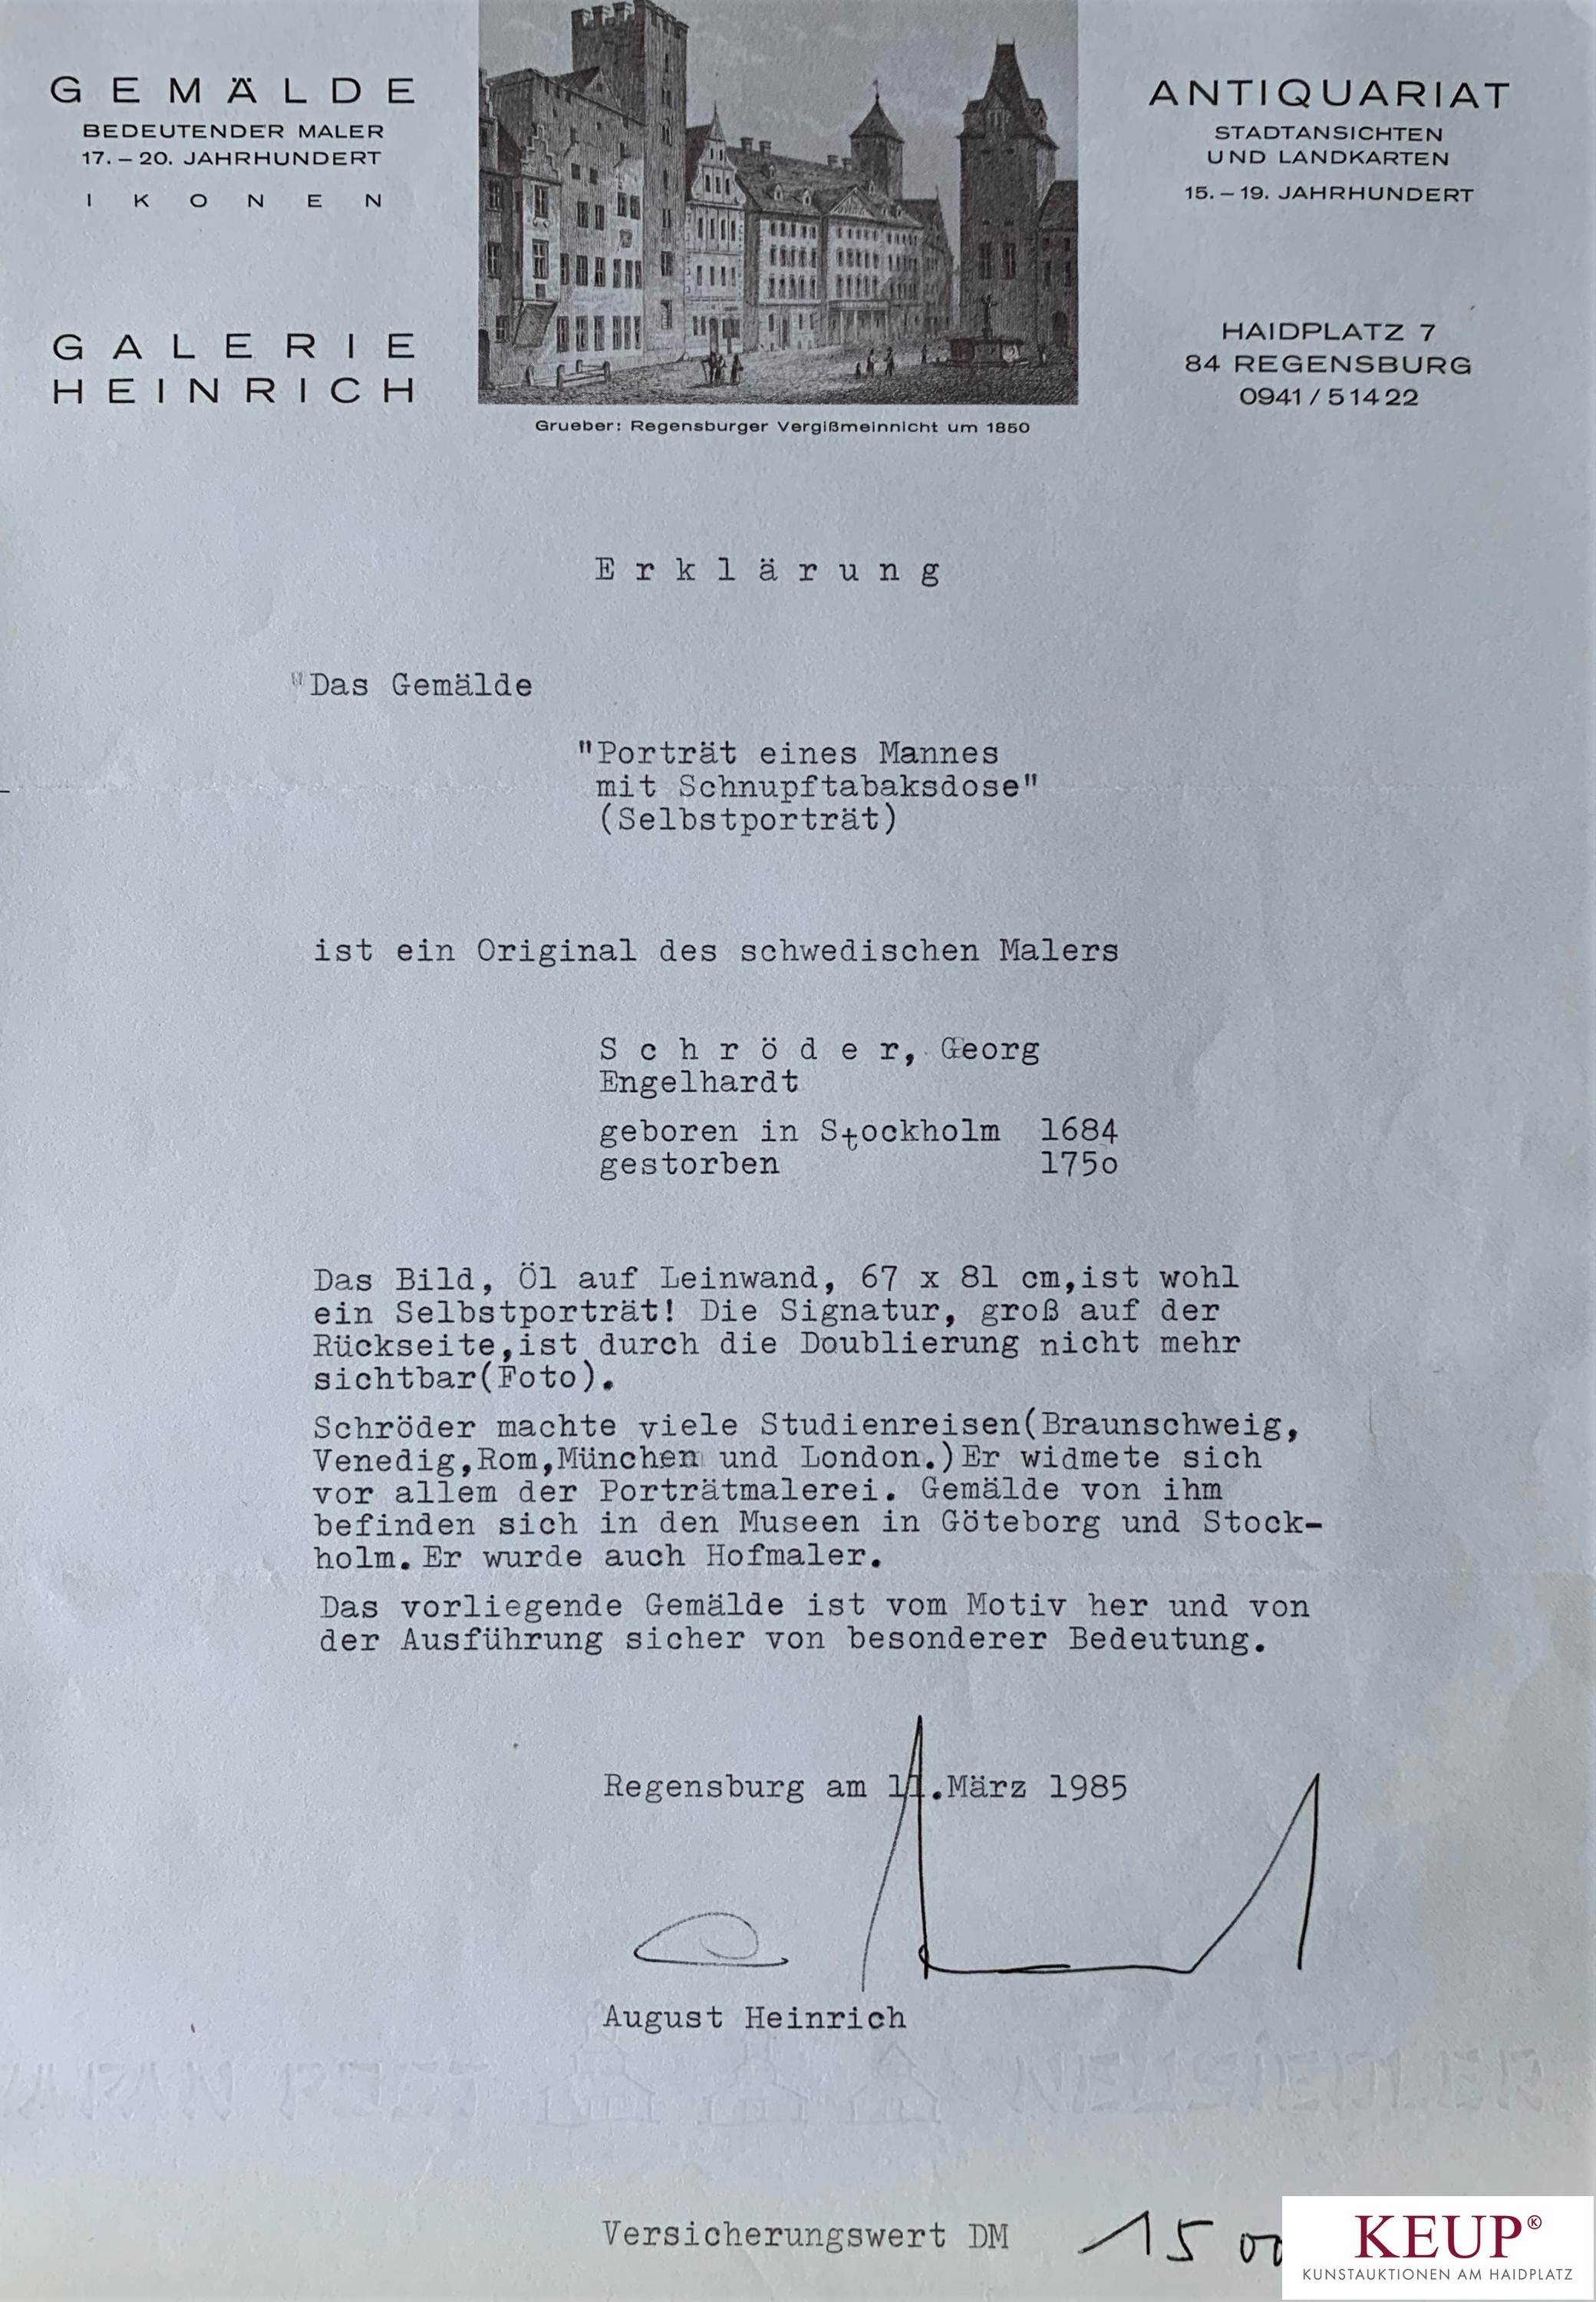 GEMÄLDE
BEDEUTENDER MALER
17. – 20. JAHRHUNDERT
IKONEN
GALERIE
HEINRICH
Grueber: Regensburger Vergißmeinnicht um 1850
ANTIQUARIAT
STADTANSICHTEN
UND LANDKARTEN
15. – 19. JAHRHUNDERT
HAIDPLATZ 7
84 REGENSBURG
0941 / 5 14 22
Erklärung
"Das Gemälde
"Porträt eines Mannes
mit Schnupftabaksdose"
(Selbstporträt)
ist ein Original des schwedischen Malers
Schröder, Georg
Engelhardt
geboren in Stockholm 1684
gestorben 175o
Das Bild, Öl auf Leinwand, 67 x 81 cm,ist wohl
ein Selbstporträt! Die Signatur, groß auf der
Rückseite,ist durch die Doublierung nicht mehr
sichtbar(Foto).
Schröder machte viele Studienreisen(Braunschweig,
Venedig,Rom,München und London.)Er widmete sich
vor allem der Porträtmalerei. Gemälde von ihm
befinden sich in den Museen in Göteborg und Stock-
holm. Er wurde auch Hofmaler.
Das vorliegende Gemälde ist vom Motiv her und von
der Ausführung sicher von besonderer Bedeutung.
Regensburg am 11.März 1985
August Heinrich
Versicherungswert DM 15 00
KEUP®
KUNSTAUKTIONEN AM HAIDPLATZ